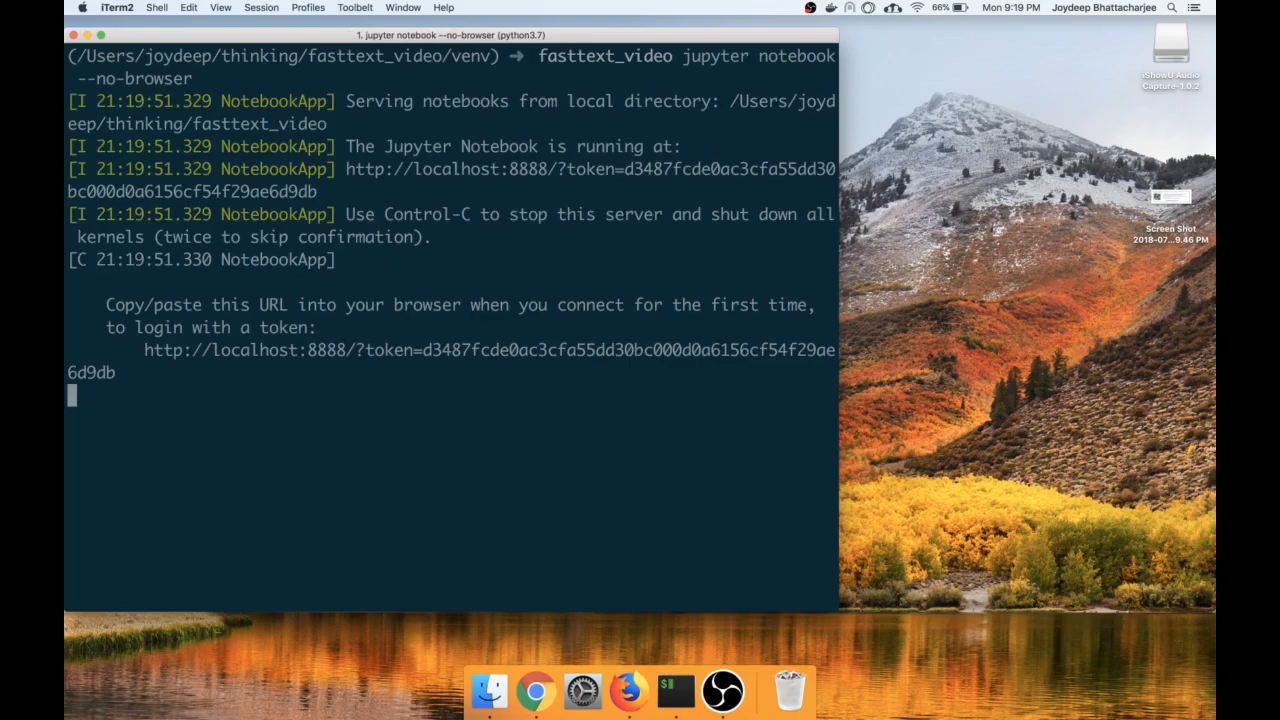 iTerm2 Shell Edit View Session Profiles Toolbelt Window Help 66% Mon 9:19 PM Joydeep Bhattacharjee
1. jupyter notebook --no-browser (python3.7)
(/Users/joydeep/thinking/fasttext_video/venv) ➜ fasttext_video jupyter notebook
--no-browser
[I 21:19:51.329 NotebookApp] Serving notebooks from local directory: /Users/joyd
eep/thinking/fasttext_video
[I 21:19:51.329 NotebookApp] The Jupyter Notebook is running at:
[I 21:19:51.329 NotebookApp] http://localhost:8888/?token=d3487fcde0ac3cfa55dd30
bc000d0a6156cf54f29ae6d9db
[I 21:19:51.329 NotebookApp] Use Control-C to stop this server and shut down all
kernels (twice to skip confirmation).
[C 21:19:51.330 NotebookApp]
Copy/paste this URL into your browser when you connect for the first time,
to login with a token:
http://localhost:8888/?token=d3487fcde0ac3cfa55dd30bc000d0a6156cf54f29ae
6d9db
iShowU Audio
Capture-1.0.2
Screen Shot
2018-07...9.46 PM
$